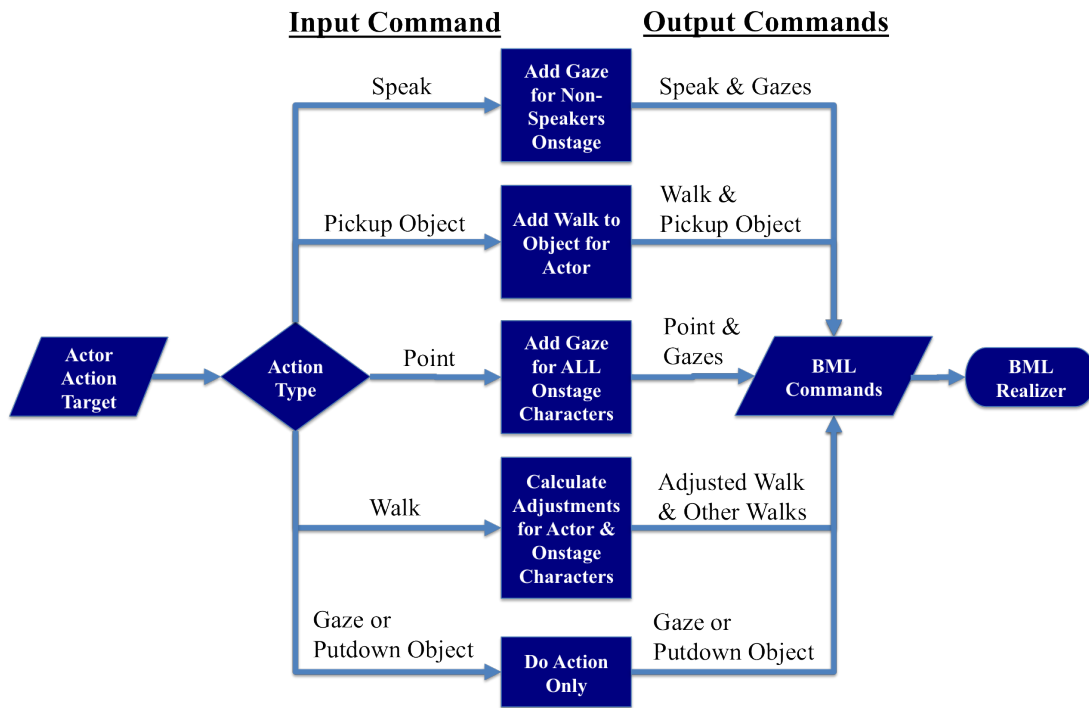 Input Command
Output Commands
Speak
Add Gaze
for Non-
Speakers
Onstage
Speak & Gazes
Pickup Object
Add Walk to
Object for
Actor
Walk &
Pickup Object
Actor
Action
Target
Action
Type
Point
Add Gaze
for ALL
Onstage
Characters
Point &
Gazes
BML
Commands
BML
Realizer
Walk
Calculate
Adjustments
for Actor &
Onstage
Characters
Adjusted Walk
& Other Walks
Gaze or
Putdown Object
Do Action
Only
Gaze or
Putdown Object